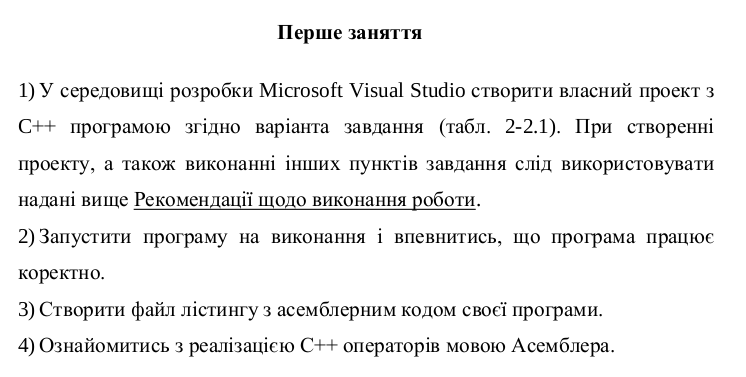 Перше заняття
1) У середовищі розробки Microsoft Visual Studio створити власний проект з
C++ програмою згідно варіанта завдання (табл. 2-2.1). При створенні
проекту, а також виконанні інших пунктів завдання слід використовувати
надані вище Рекомендації щодо виконання роботи.
2) Запустити програму на виконання і впевнитись, що програма працює
коректно.
3) Створити файл лістингу з асемблерним кодом своєї програми.
4) Ознайомитись з реалізацією C++ операторів мовою Асемблера.